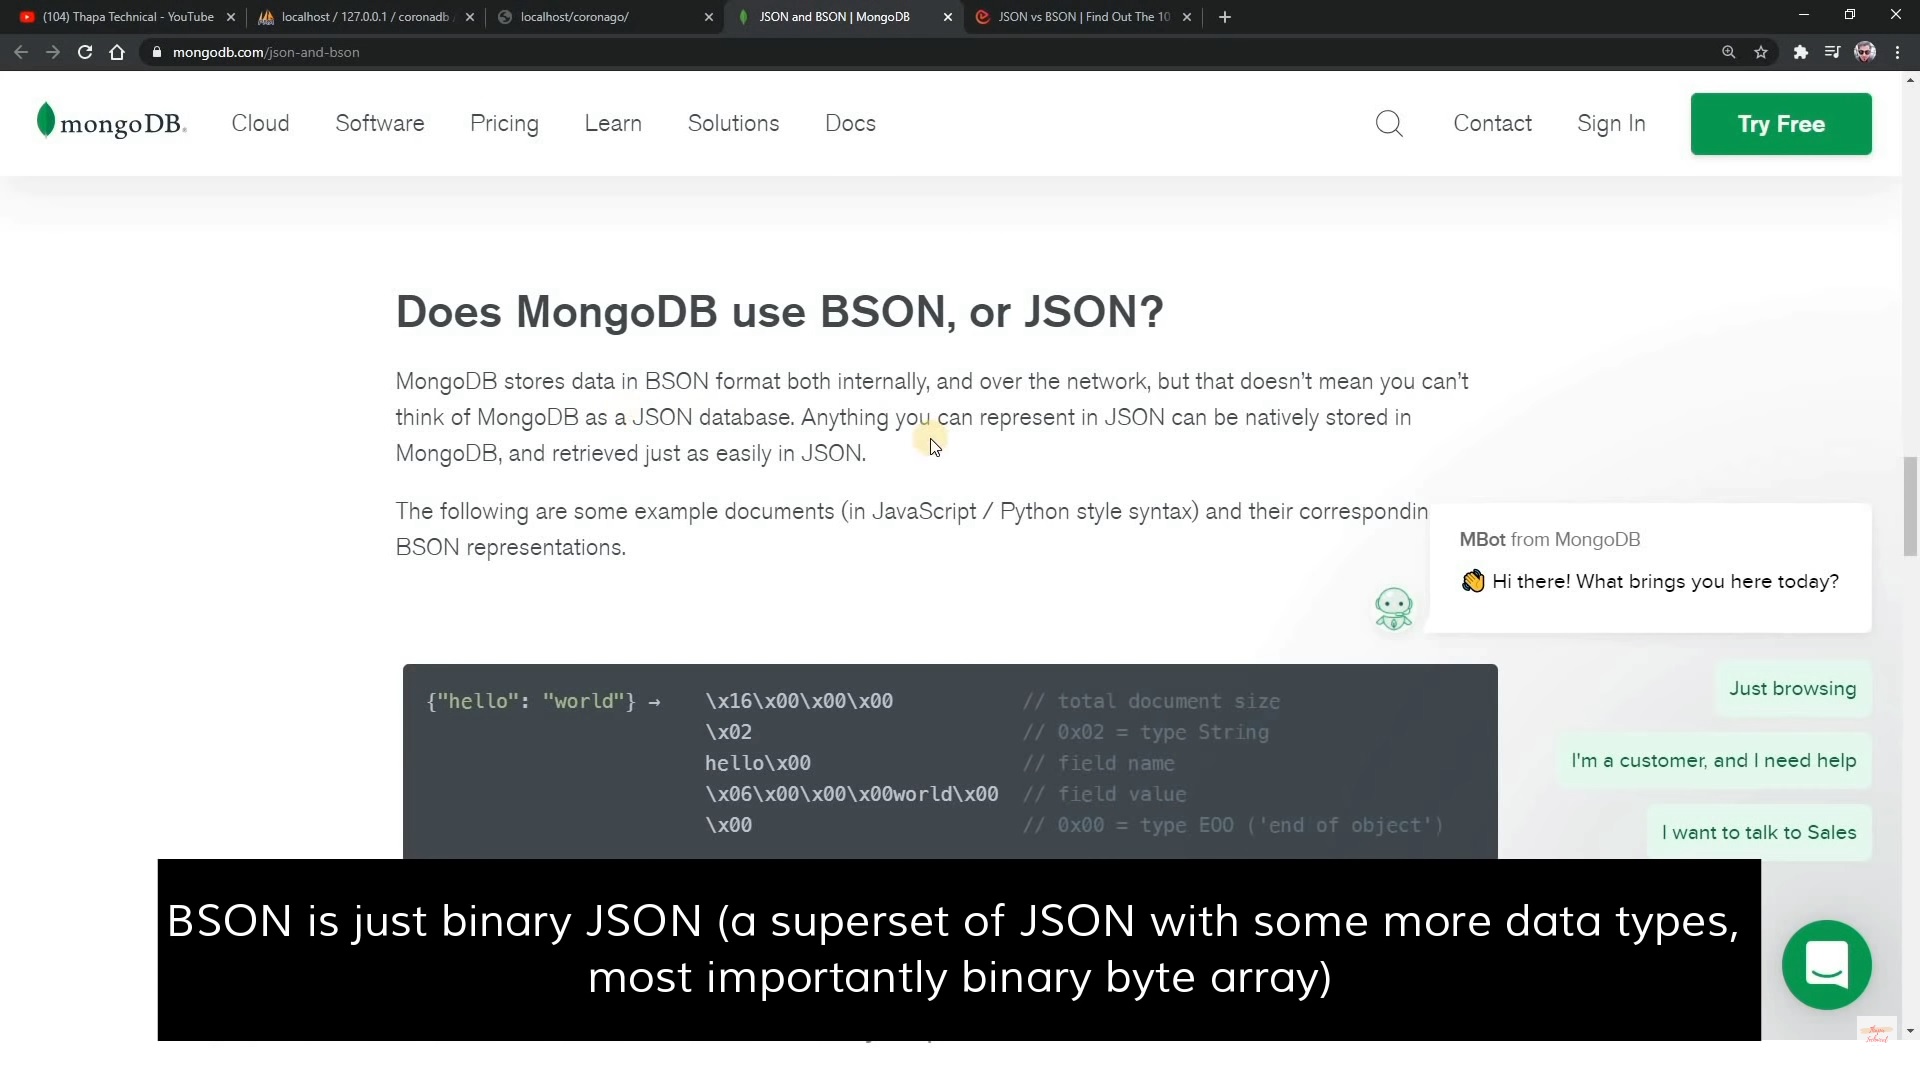 (104) Thapa Technical - YouTube
localhost / 127.0.0.1 / coronadb
localhost/coronago/
JSON and BSON | MongoDB
JSON vs BSON | Find Out The 10
mongodb.com/json-and-bson
mongoDB.
Cloud
Software
Pricing
Learn
Solutions
Docs
Contact
Sign In
Try Free
Does MongoDB use BSON, or JSON?
MongoDB stores data in BSON format both internally, and over the network, but that doesn't mean you can't
think of MongoDB as a JSON database. Anything you can represent in JSON can be natively stored in
MongoDB, and retrieved just as easily in JSON.
The following are some example documents (in JavaScript / Python style syntax) and their correspondin
BSON representations.
MBot from MongoDB
👋 Hi there! What brings you here today?
Just browsing
I'm a customer, and I need help
I want to talk to Sales
{"hello": "world"} → \x16\x00\x00\x00 // total document size
\x02 // 0x02 = type String
hello\x00 // field name
\x06\x00\x00\x00world\x00 // field value
\x00 // 0x00 = type EOO ('end of object')
BSON is just binary JSON (a superset of JSON with some more data types,
most importantly binary byte array)